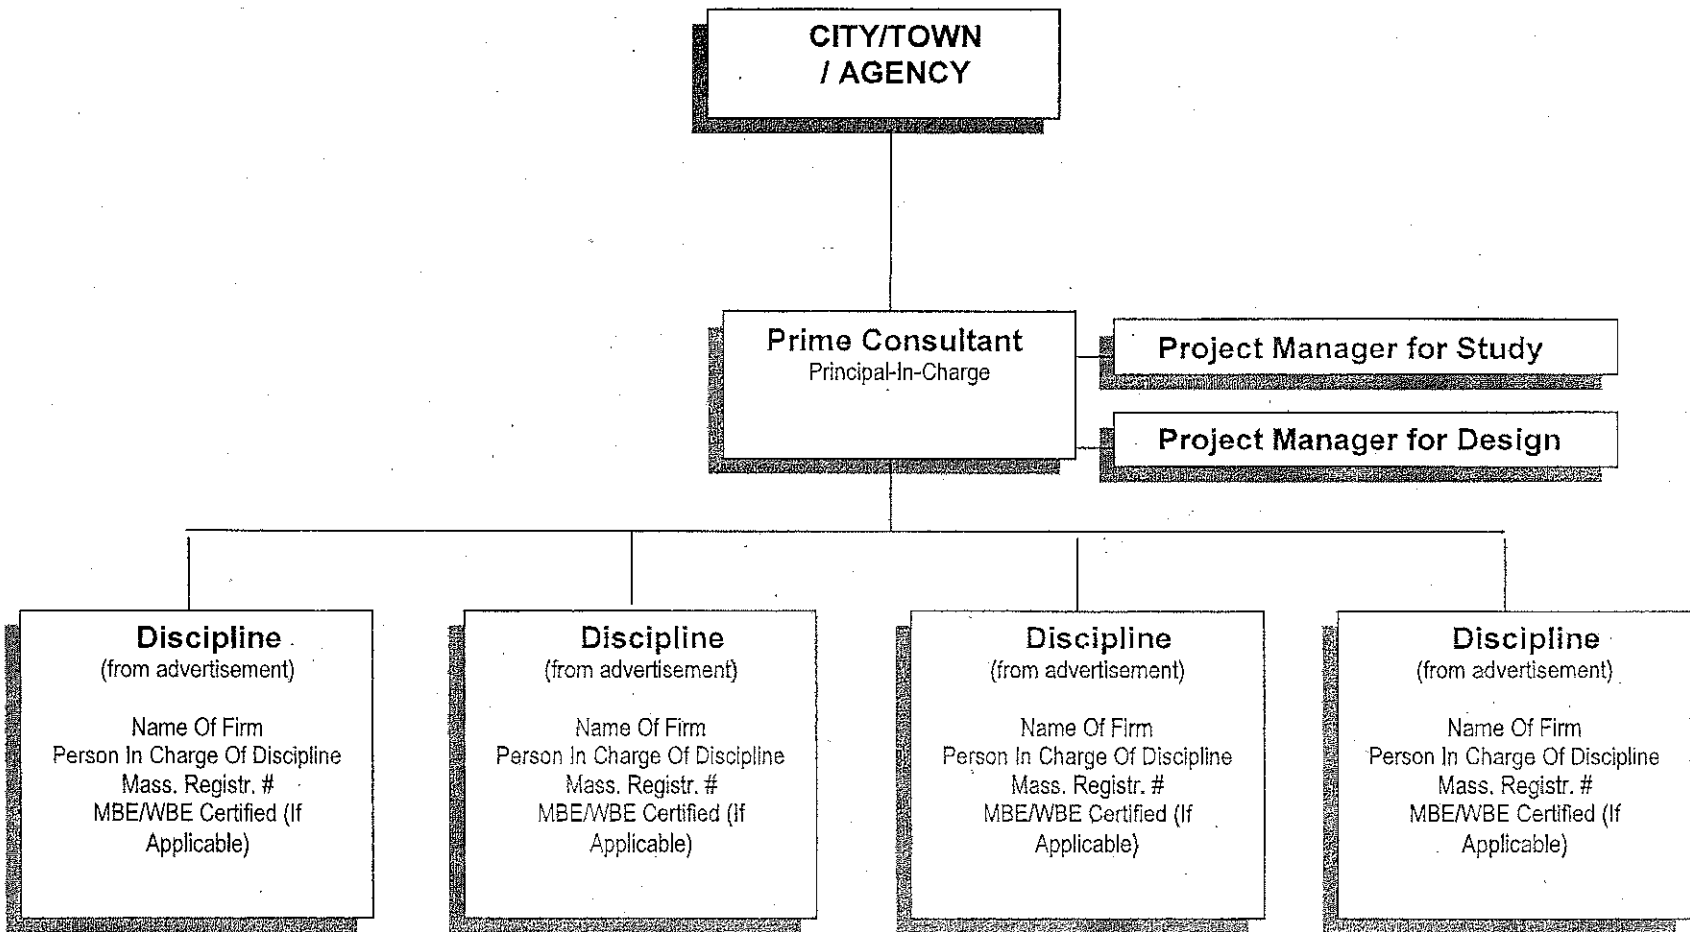 CITY/TOWN
/ AGENCY
Prime Consultant
Principal-In-Charge
Project Manager for Study
Project Manager for Design
Discipline
(from advertisement)
Name Of Firm
Person In Charge Of Discipline
Mass. Registr. #
MBE/WBE Certified (If
Applicable)
Discipline
(from advertisement)
Name Of Firm
Person In Charge Of Discipline
Mass. Registr. #
MBE/WBE Certified (If
Applicable)
Discipline
(from advertisement)
Name Of Firm
Person In Charge Of Discipline
Mass. Registr. #
MBE/WBE Certified (If
Applicable)
Discipline
(from advertisement)
Name Of Firm
Person In Charge Of Discipline
Mass. Registr. #
MBE/WBE Certified (If
Applicable)